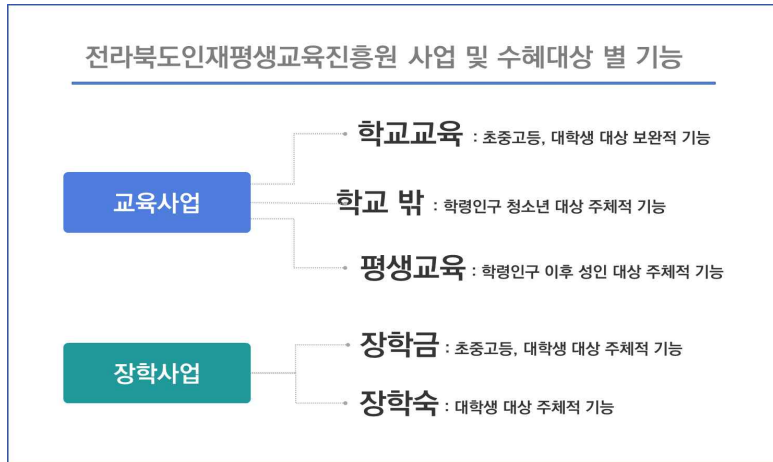 전라북도인재평생교육진흥원 사업 및 수혜대상 별 기능
학교교육 : 초중고등, 대학생 대상 보완적 기능
교육사업
학교 밖 : 학령인구 청소년 대상 주체적 기능
평생교육 : 학령인구 이후 성인 대상 주체적 기능
장학금 : 초중고등, 대학생 대상 주체적 기능
장학사업
장학숙 : 대학생 대상 주체적 기능